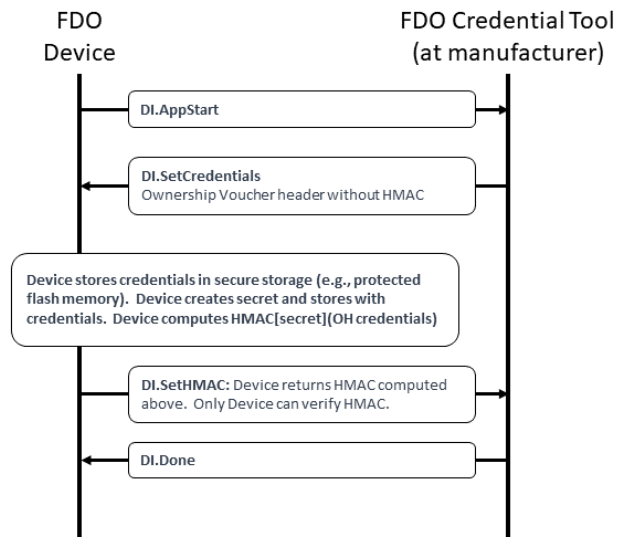 FDO
Device
FDO Credential Tool
(at manufacturer)
DI.AppStart
DI.SetCredentials
Ownership Voucher header without HMAC
Device stores credentials in secure storage (e.g., protected
flash memory).  Device creates secret and stores with
credentials.  Device computes HMAC[secret](OH credentials)
DI.SetHMAC: Device returns HMAC computed
above.  Only Device can verify HMAC.
DI.Done